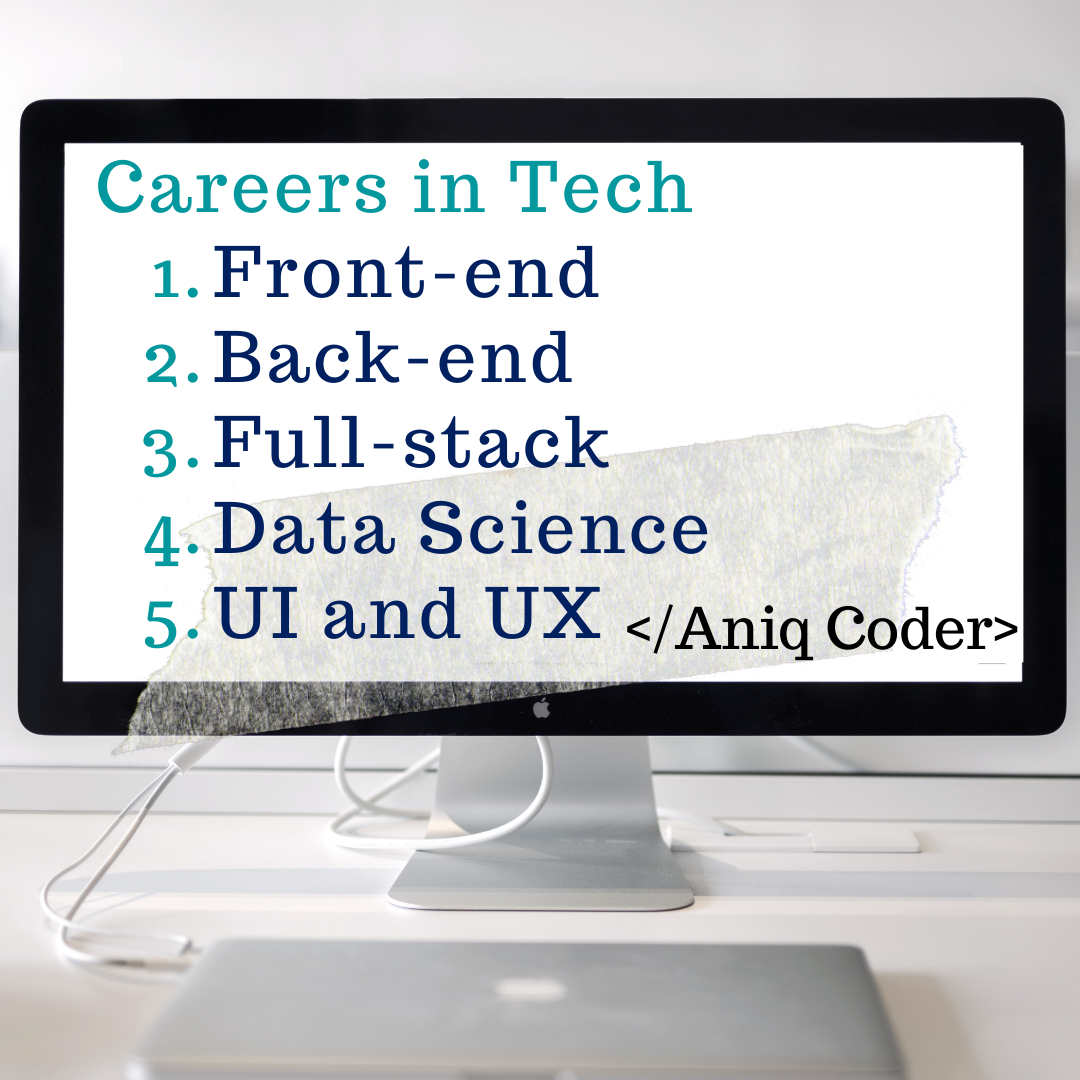 Careers in Tech
1. Front-end
2. Back-end
3. Full-stack
4. Data Science
5. UI and UX
</Aniq Coder>